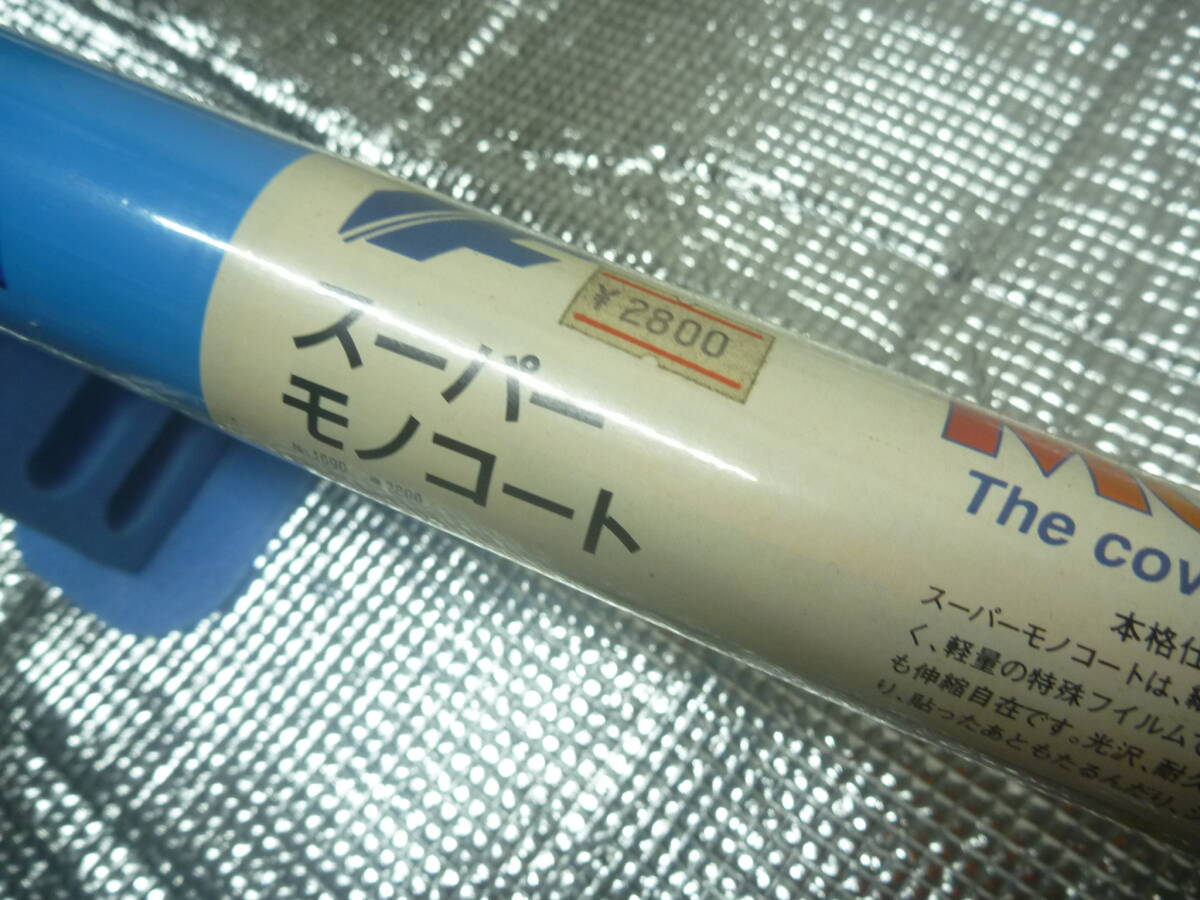 スーパー
モノコート
¥2800
The
本格仕
スーパーモノコートは、
く、軽量の特殊フイルム
も伸縮自在です。光沢、耐
り、貼ったあともたるんだり、